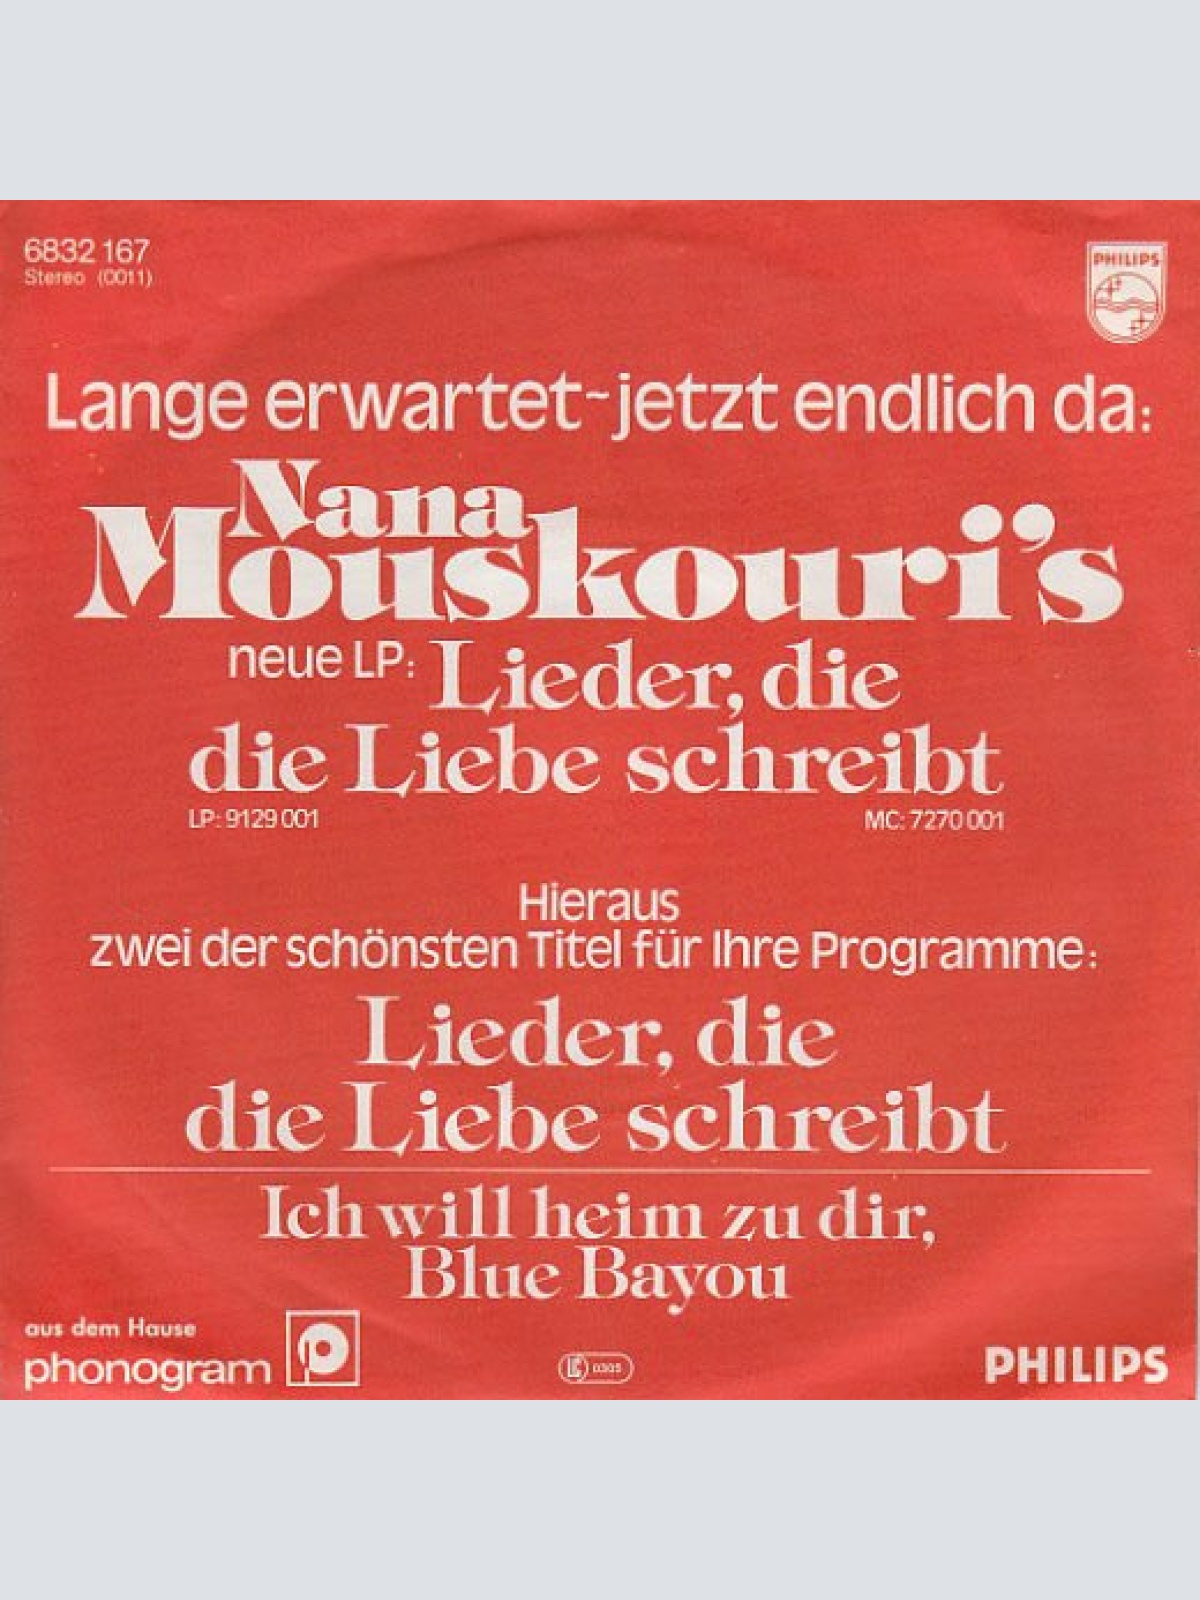 6832 167
Stereo (0011)
PHILIPS
Lange erwartet-jetzt endlich da:
Nana
Mouskouri's
neue LP: Lieder, die
die Liebe schreibt
LP: 9129 001 MC: 7270 001
Hieraus
zwei der schönsten Titel für Ihre Programme:
Lieder, die
die Liebe schreibt
Ich will heim zu dir,
Blue Bayou
aus dem Hause
phonogram p
LC 0305
PHILIPS